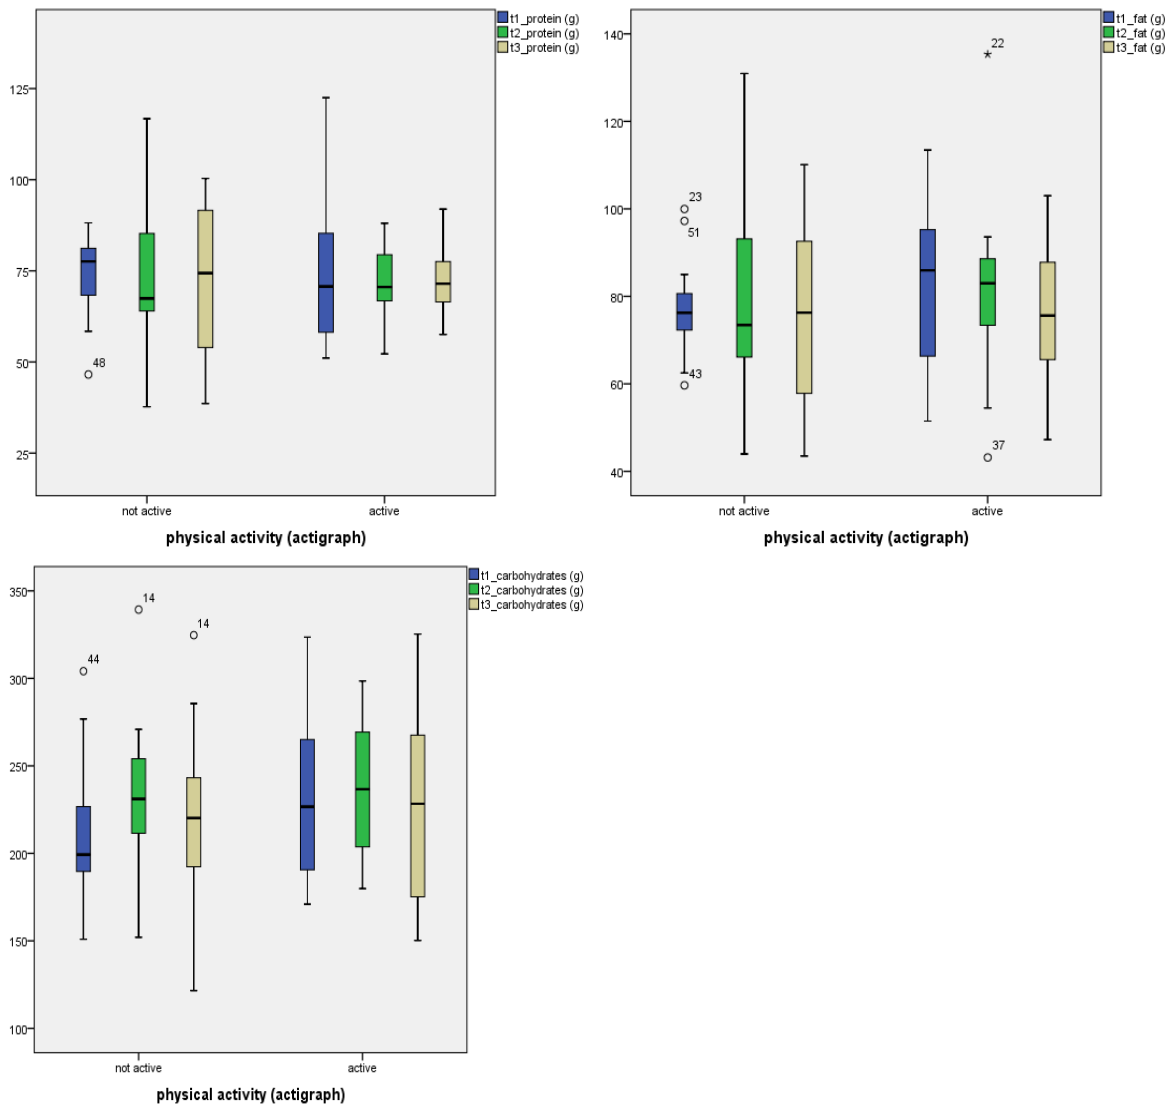 t1_protein (g)
t2_protein (g)
t3_protein (g)
125
100
75
50
25
48
not active
active
physical activity (actigraph)
t1_fat (g)
t2_fat (g)
t3_fat (g)
140
120
100
80
60
40
22
23
51
43
37
not active
active
physical activity (actigraph)
t1_carbohydrates (g)
t2_carbohydrates (g)
t3_carbohydrates (g)
350
300
250
200
150
100
14
14
44
not active
active
physical activity (actigraph)